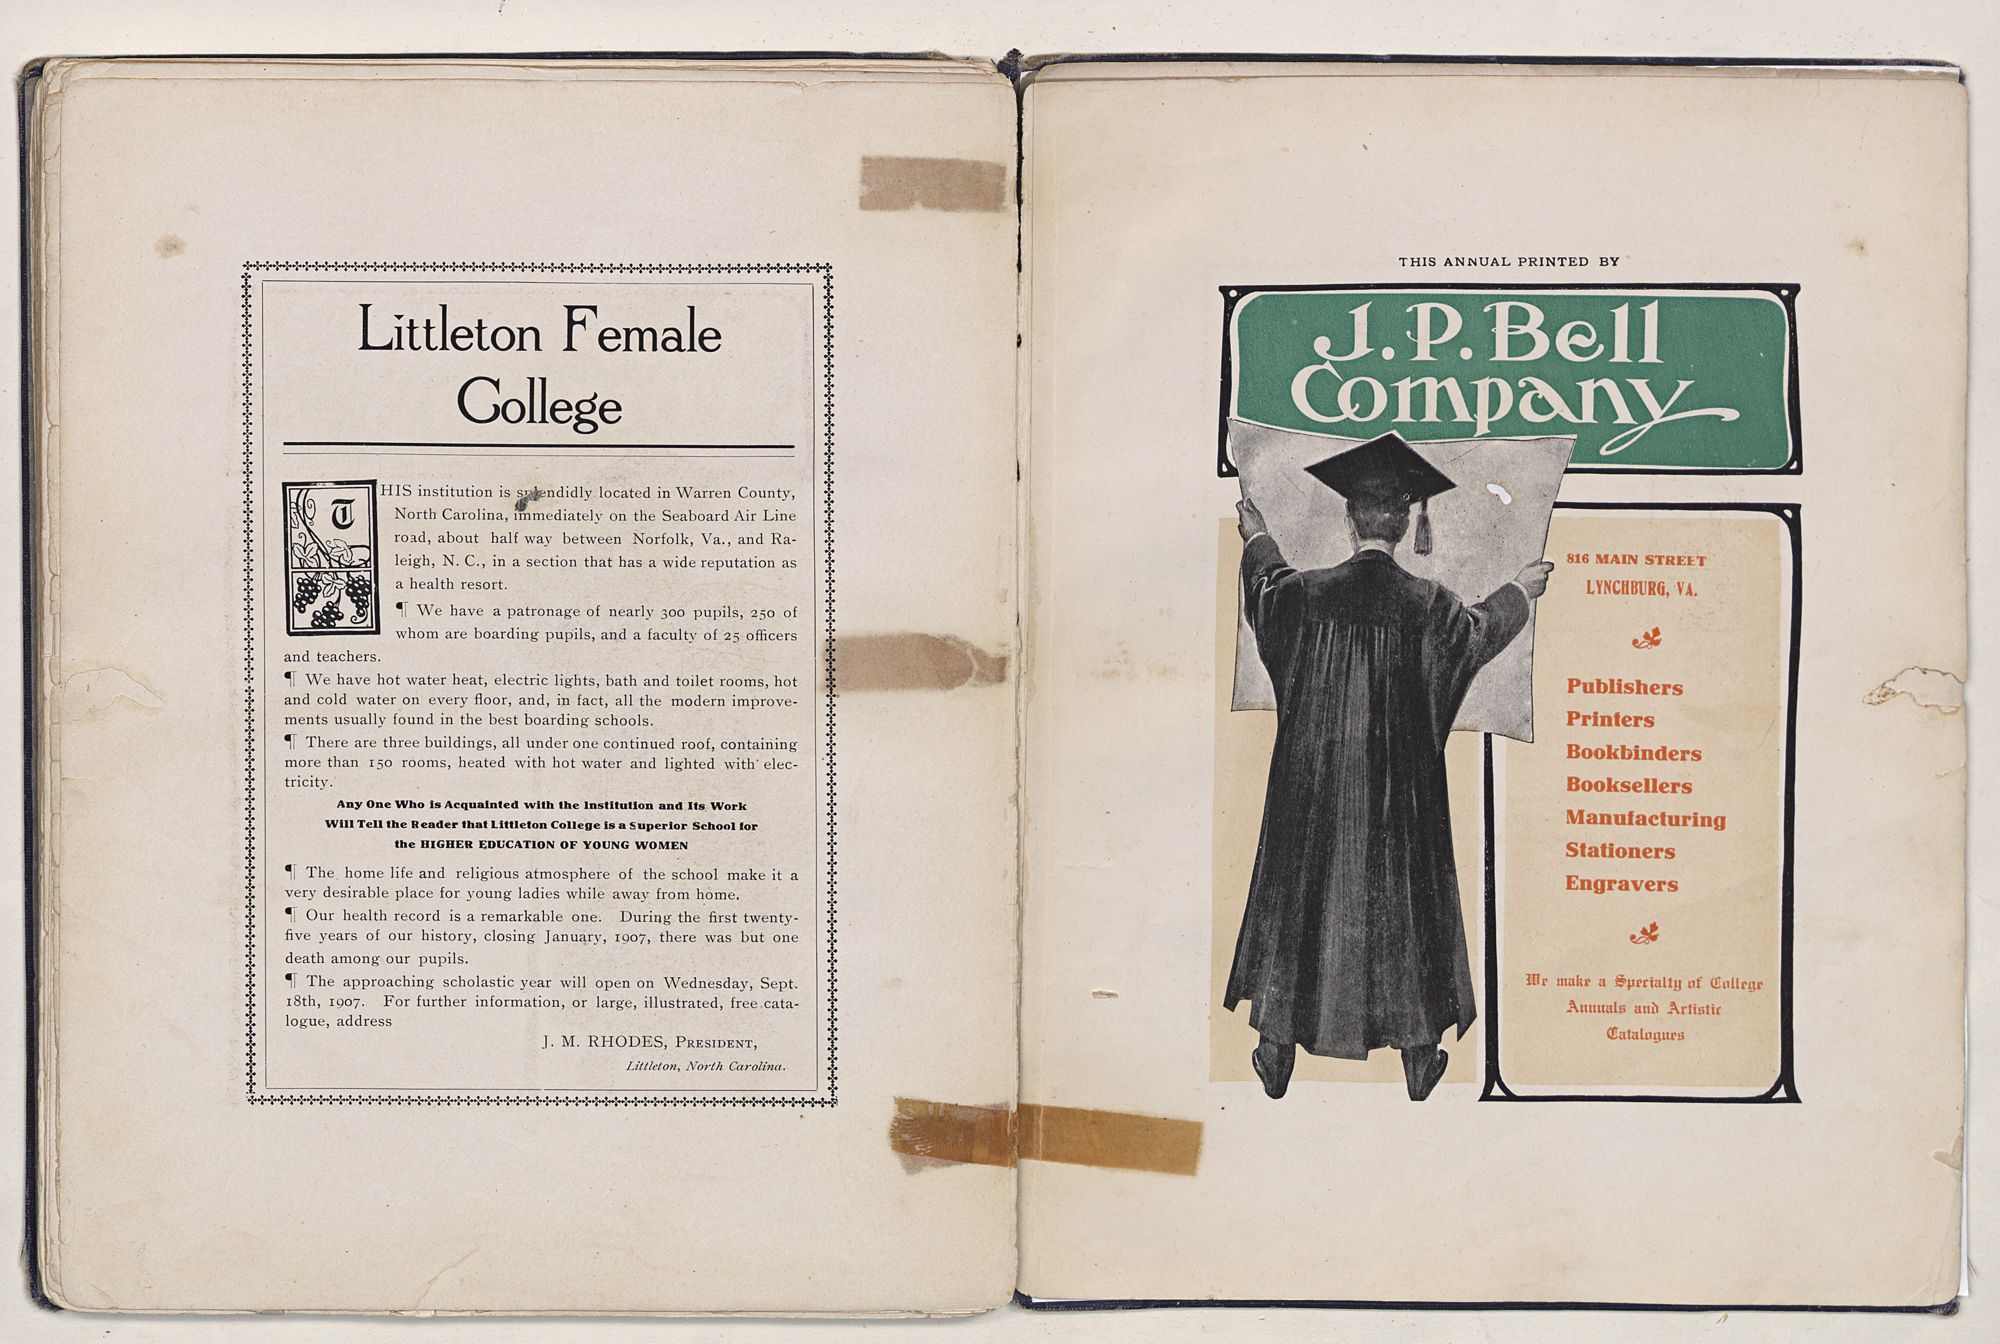 Littleton Female
College
THIS institution is splendidly located in Warren County,
North Carolina, immediately on the Seaboard Air Line
road, about half way between Norfolk, Va., and Ra-
leigh, N. C., in a section that has a wide reputation as
a health resort.
¶ We have a patronage of nearly 300 pupils, 250 of
whom are boarding pupils, and a faculty of 25 officers
and teachers.
¶ We have hot water heat, electric lights, bath and toilet rooms, hot
and cold water on every floor, and, in fact, all the modern improve-
ments usually found in the best boarding schools.
¶ There are three buildings, all under one continued roof, containing
more than 150 rooms, heated with hot water and lighted with elec-
tricity.
Any One Who is Acquainted with the Institution and Its Work
Will Tell the Reader that Littleton College is a Superior School for
the HIGHER EDUCATION OF YOUNG WOMEN
¶ The home life and religious atmosphere of the school make it a
very desirable place for young ladies while away from home.
¶ Our health record is a remarkable one. During the first twenty-
five years of our history, closing January, 1907, there was but one
death among our pupils.
¶ The approaching scholastic year will open on Wednesday, Sept.
18th, 1907. For further information, or large, illustrated, free cata-
logue, address
J. M. RHODES, PRESIDENT,
Littleton, North Carolina.
THIS ANNUAL PRINTED BY
J. P. Bell
Company
816 MAIN STREET
LYNCHBURG, VA.
Publishers
Printers
Bookbinders
Booksellers
Manufacturing
Stationers
Engravers
We make a Specialty of College
Annuals and Artistic
Catalogues